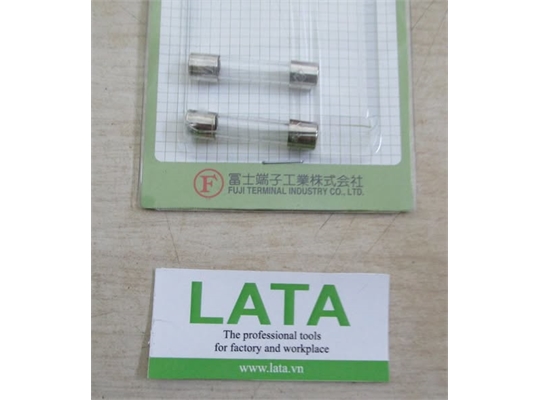 F 冨士端子工業株式会社
FUJI TERMINAL INDUSTRY CO., LTD.
LATA
The professional tools
for factory and workplace
www.lata.vn